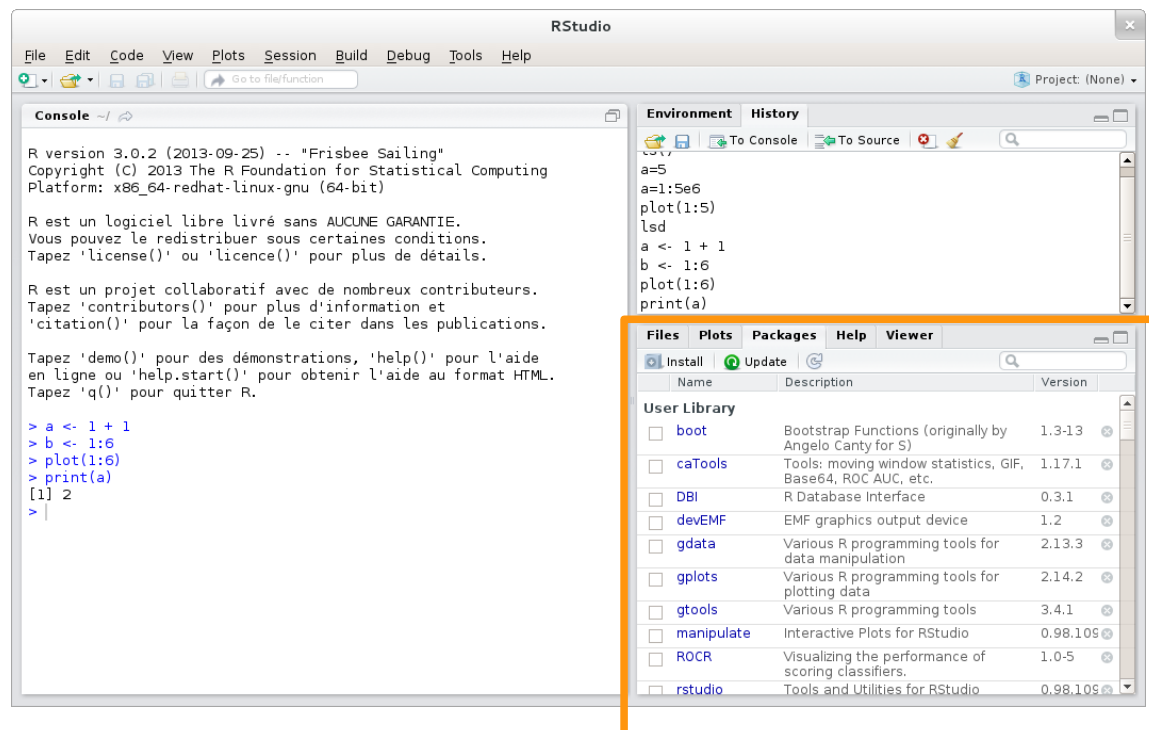 RStudio
File Edit Code View Plots Session Build Debug Tools Help
Go to file/function
Project: (None)
Console ~/
R version 3.0.2 (2013-09-25) -- "Frisbee Sailing"
Copyright (C) 2013 The R Foundation for Statistical Computing
Platform: x86_64-redhat-linux-gnu (64-bit)
R est un logiciel libre livré sans AUCUNE GARANTIE.
Vous pouvez le redistribuer sous certaines conditions.
Tapez 'license()' ou 'licence()' pour plus de détails.
R est un projet collaboratif avec de nombreux contributeurs.
Tapez 'contributors()' pour plus d'information et
'citation()' pour la façon de le citer dans les publications.
Tapez 'demo()' pour des démonstrations, 'help()' pour l'aide
en ligne ou 'help.start()' pour obtenir l'aide au format HTML.
Tapez 'q()' pour quitter R.
> a <- 1 + 1
> b <- 1:6
> plot(1:6)
> print(a)
[1] 2
>
Environment History
To Console To Source
a=5
a=1:5e6
plot(1:5)
lsd
a <- 1 + 1
b <- 1:6
plot(1:6)
print(a)
Files Plots Packages Help Viewer
Install Update
Name Description Version
User Library
boot Bootstrap Functions (originally by 1.3-13
Angelo Canty for S)
caTools Tools: moving window statistics, GIF, 1.17.1
Base64, ROC AUC, etc.
DBI R Database Interface 0.3.1
devEMF EMF graphics output device 1.2
gdata Various R programming tools for 2.13.3
data manipulation
gplots Various R programming tools for 2.14.2
plotting data
gtools Various R programming tools 3.4.1
manipulate Interactive Plots for RStudio 0.98.109
ROCR Visualizing the performance of 1.0-5
scoring classifiers.
rstudio Tools and Utilities for RStudio 0.98.109